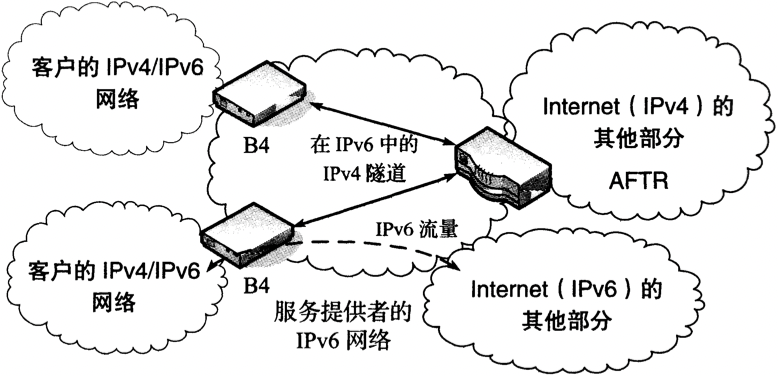 客户的 IPv4/IPv6
网络
B4
在 IPv6 中的
IPv4 隧道
Internet（IPv4）的
其他部分
AFTR
IPv6 流量
客户的 IPv4/IPv6
网络
B4
服务提供者的
IPv6 网络
Internet（IPv6）的
其他部分